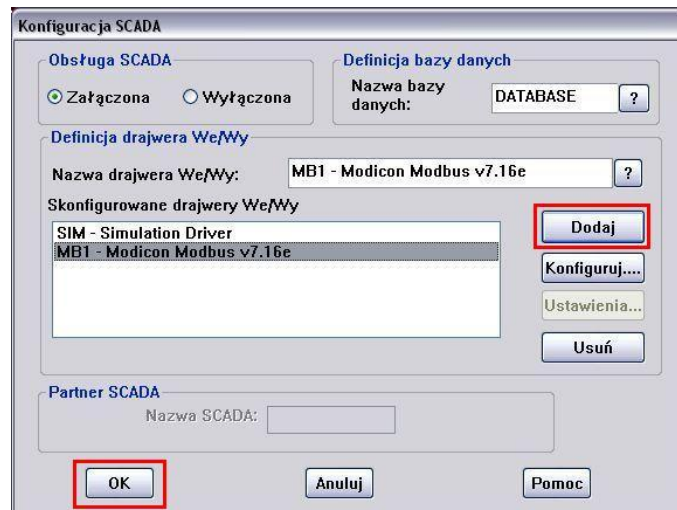 Konfiguracja SCADA
Obsługa SCADA
Załączona Wyłączona
Definicja bazy danych
Nazwa bazy danych: DATABASE ?
Definicja drajwera We/Wy
Nazwa drajwera We/Wy: MB1 - Modicon Modbus v7.16e ?
Skonfigurowane drajwery We/Wy
SIM - Simulation Driver
MB1 - Modicon Modbus v7.16e
Dodaj
Konfiguruj....
Ustawienia...
Usuń
Partner SCADA
Nazwa SCADA:
OK Anuluj Pomoc